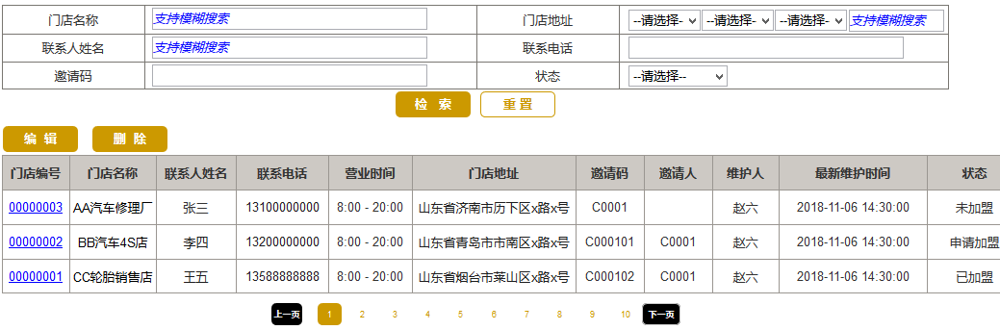 门店名称 支持模糊搜索 门店地址 --请选择- --请选择- --请选择- 支持模糊搜索
联系人姓名 支持模糊搜索 联系电话
邀请码 状态 --请选择--
检 索 重 置
编 辑 删 除
门店编号 门店名称 联系人姓名 联系电话 营业时间 门店地址 邀请码 邀请人 维护人 最新维护时间 状态
00000003 AA汽车修理厂 张三 13100000000 8:00 - 20:00 山东省济南市历下区x路x号 C0001 赵六 2018-11-06 14:30:00 未加盟
00000002 BB汽车4S店 李四 13200000000 8:00 - 20:00 山东省青岛市市南区x路x号 C000101 C0001 赵六 2018-11-06 14:30:00 申请加盟
00000001 CC轮胎销售店 王五 13588888888 8:00 - 20:00 山东省烟台市莱山区x路x号 C000102 C0001 赵六 2018-11-06 14:30:00 已加盟
上一页 1 2 3 4 5 6 7 8 9 10 下一页